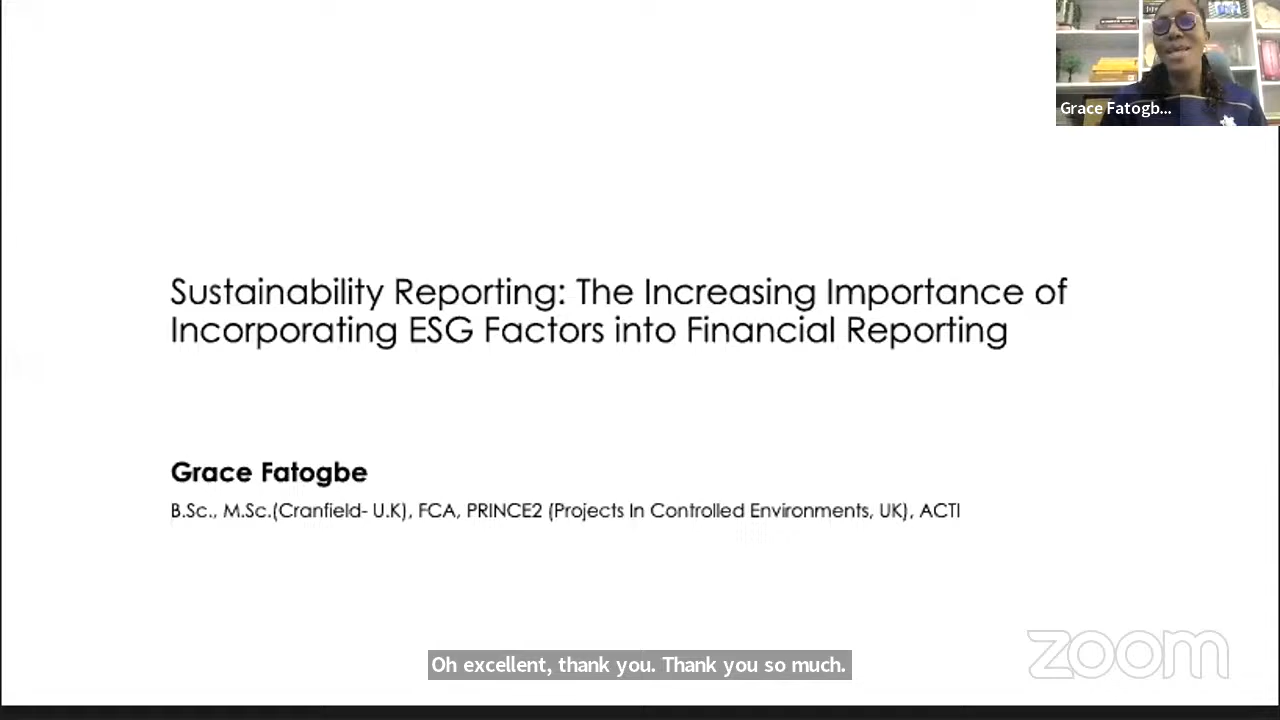 Grace Fatogb...
Sustainability Reporting: The Increasing Importance of
Incorporating ESG Factors into Financial Reporting
Grace Fatogbe
B.Sc., M.Sc.(Cranfield- U.K), FCA, PRINCE2 (Projects In Controlled Environments, UK), ACTI
Oh excellent, thank you. Thank you so much.
zoom